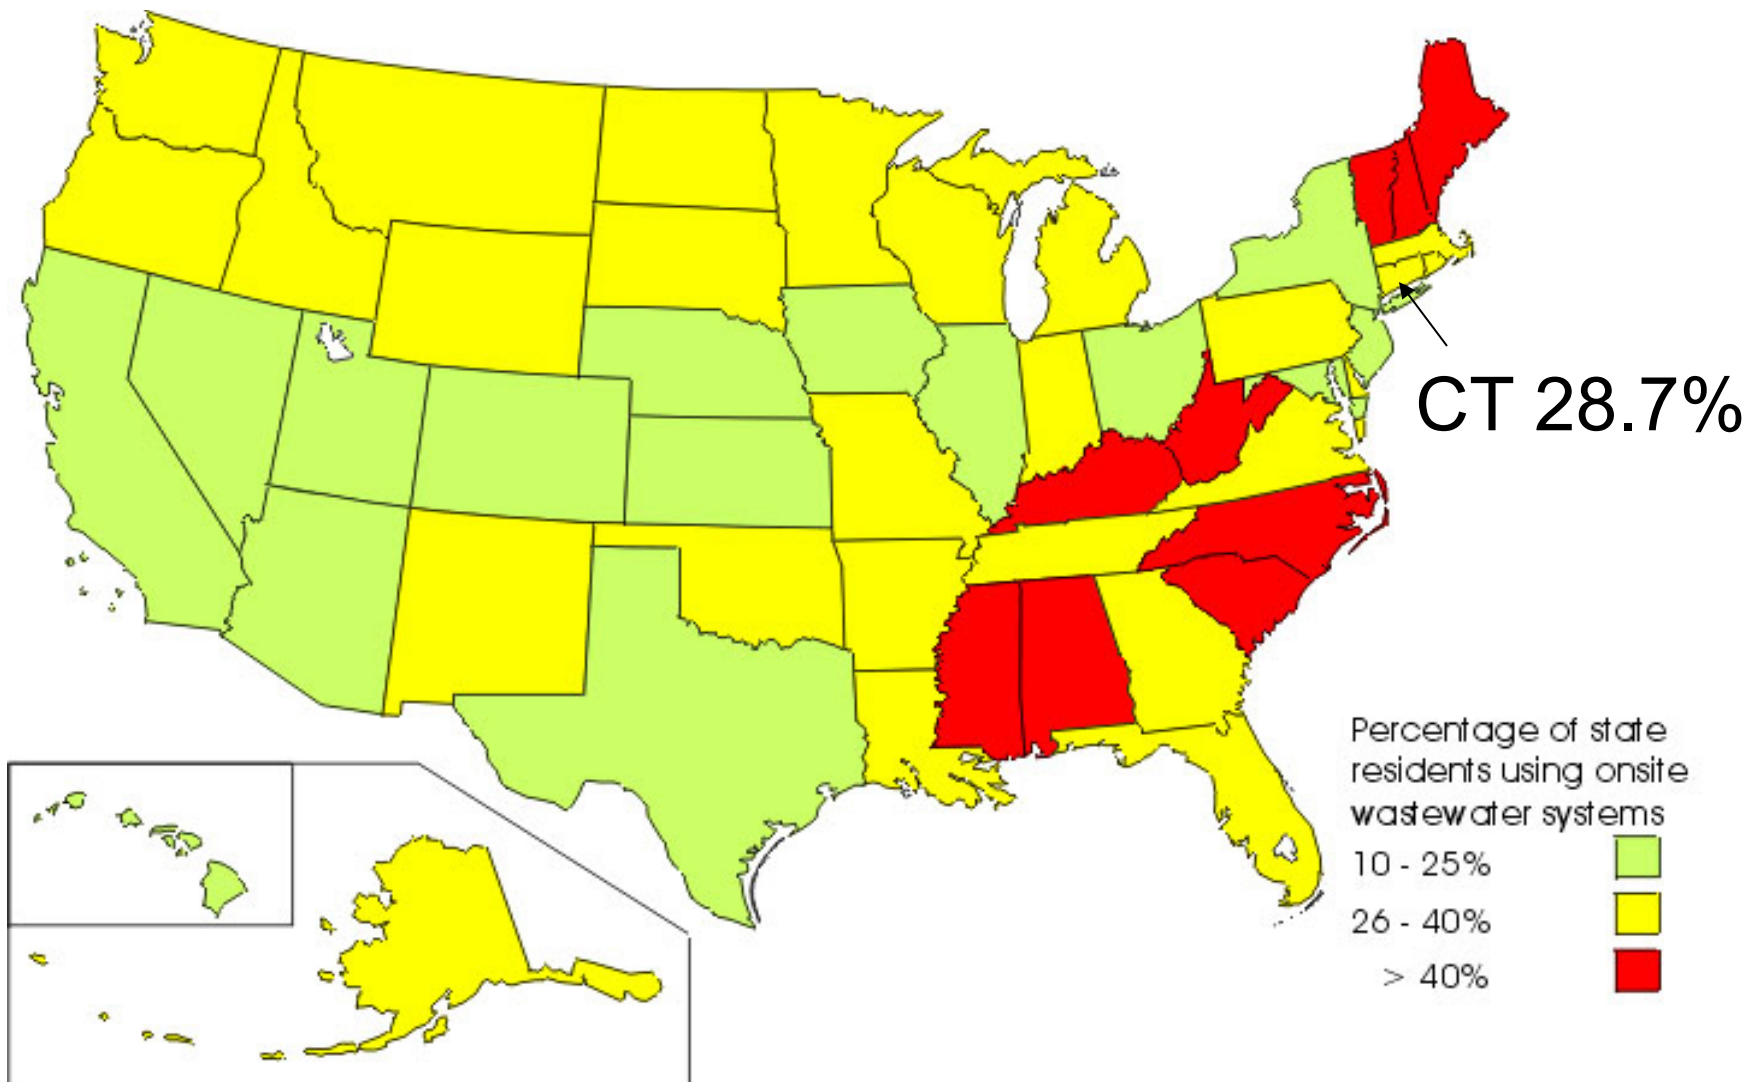 CT 28.7%
Percentage of state
residents using onsite
wastewater systems
10 - 25%
26 - 40%
> 40%